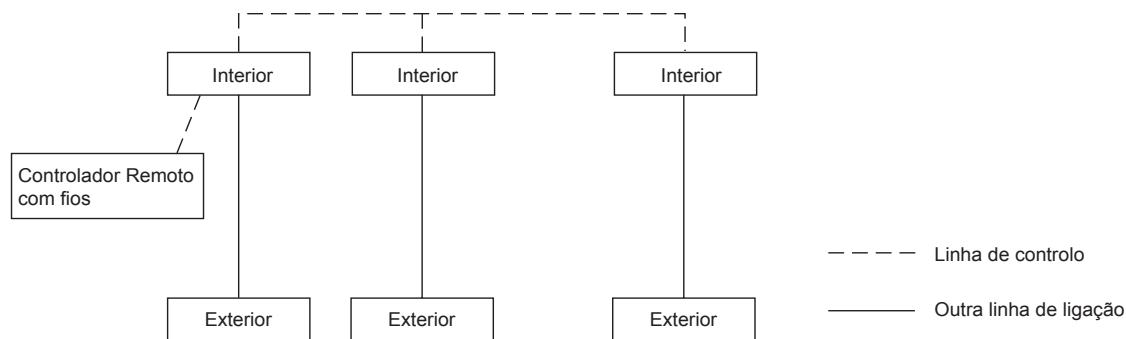 Interior
Interior
Interior
Controlador Remoto
com fios
Linha de controlo
Exterior
Exterior
Exterior
Outra linha de ligação